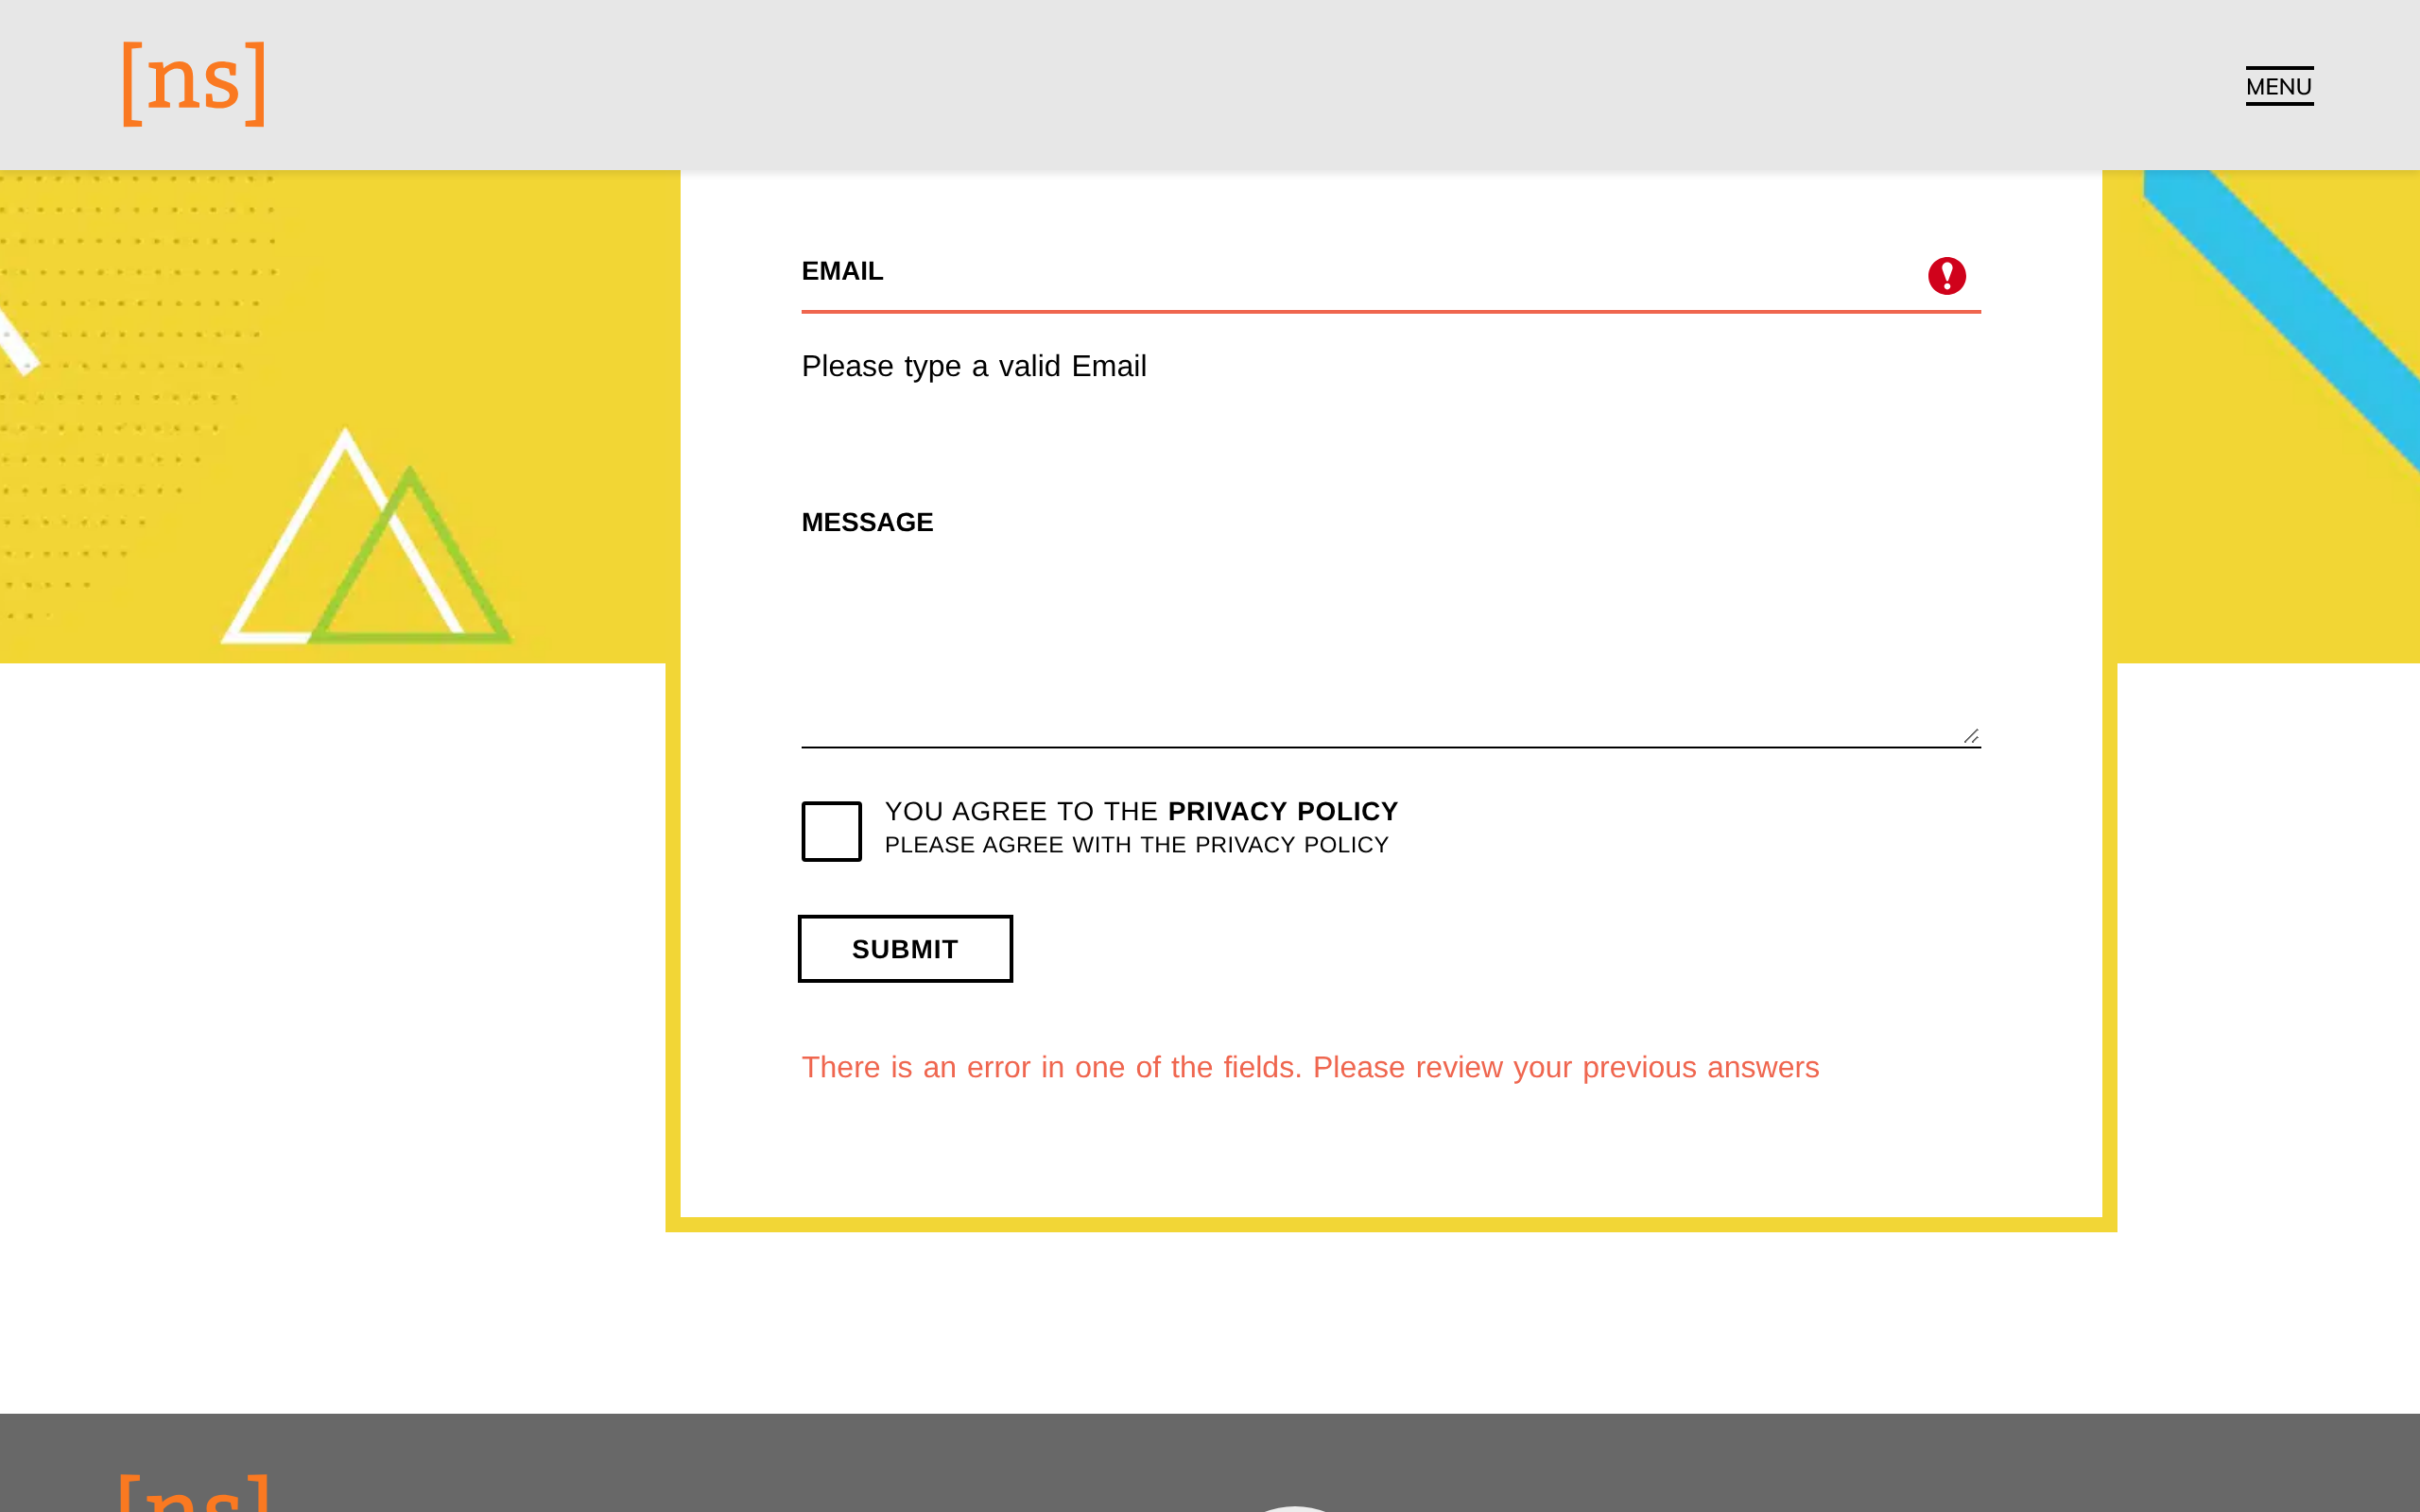 [ns]
MENU
EMAIL
Please type a valid Email
MESSAGE
YOU AGREE TO THE PRIVACY POLICY
PLEASE AGREE WITH THE PRIVACY POLICY
SUBMIT
There is an error in one of the fields. Please review your previous answers
[ns]